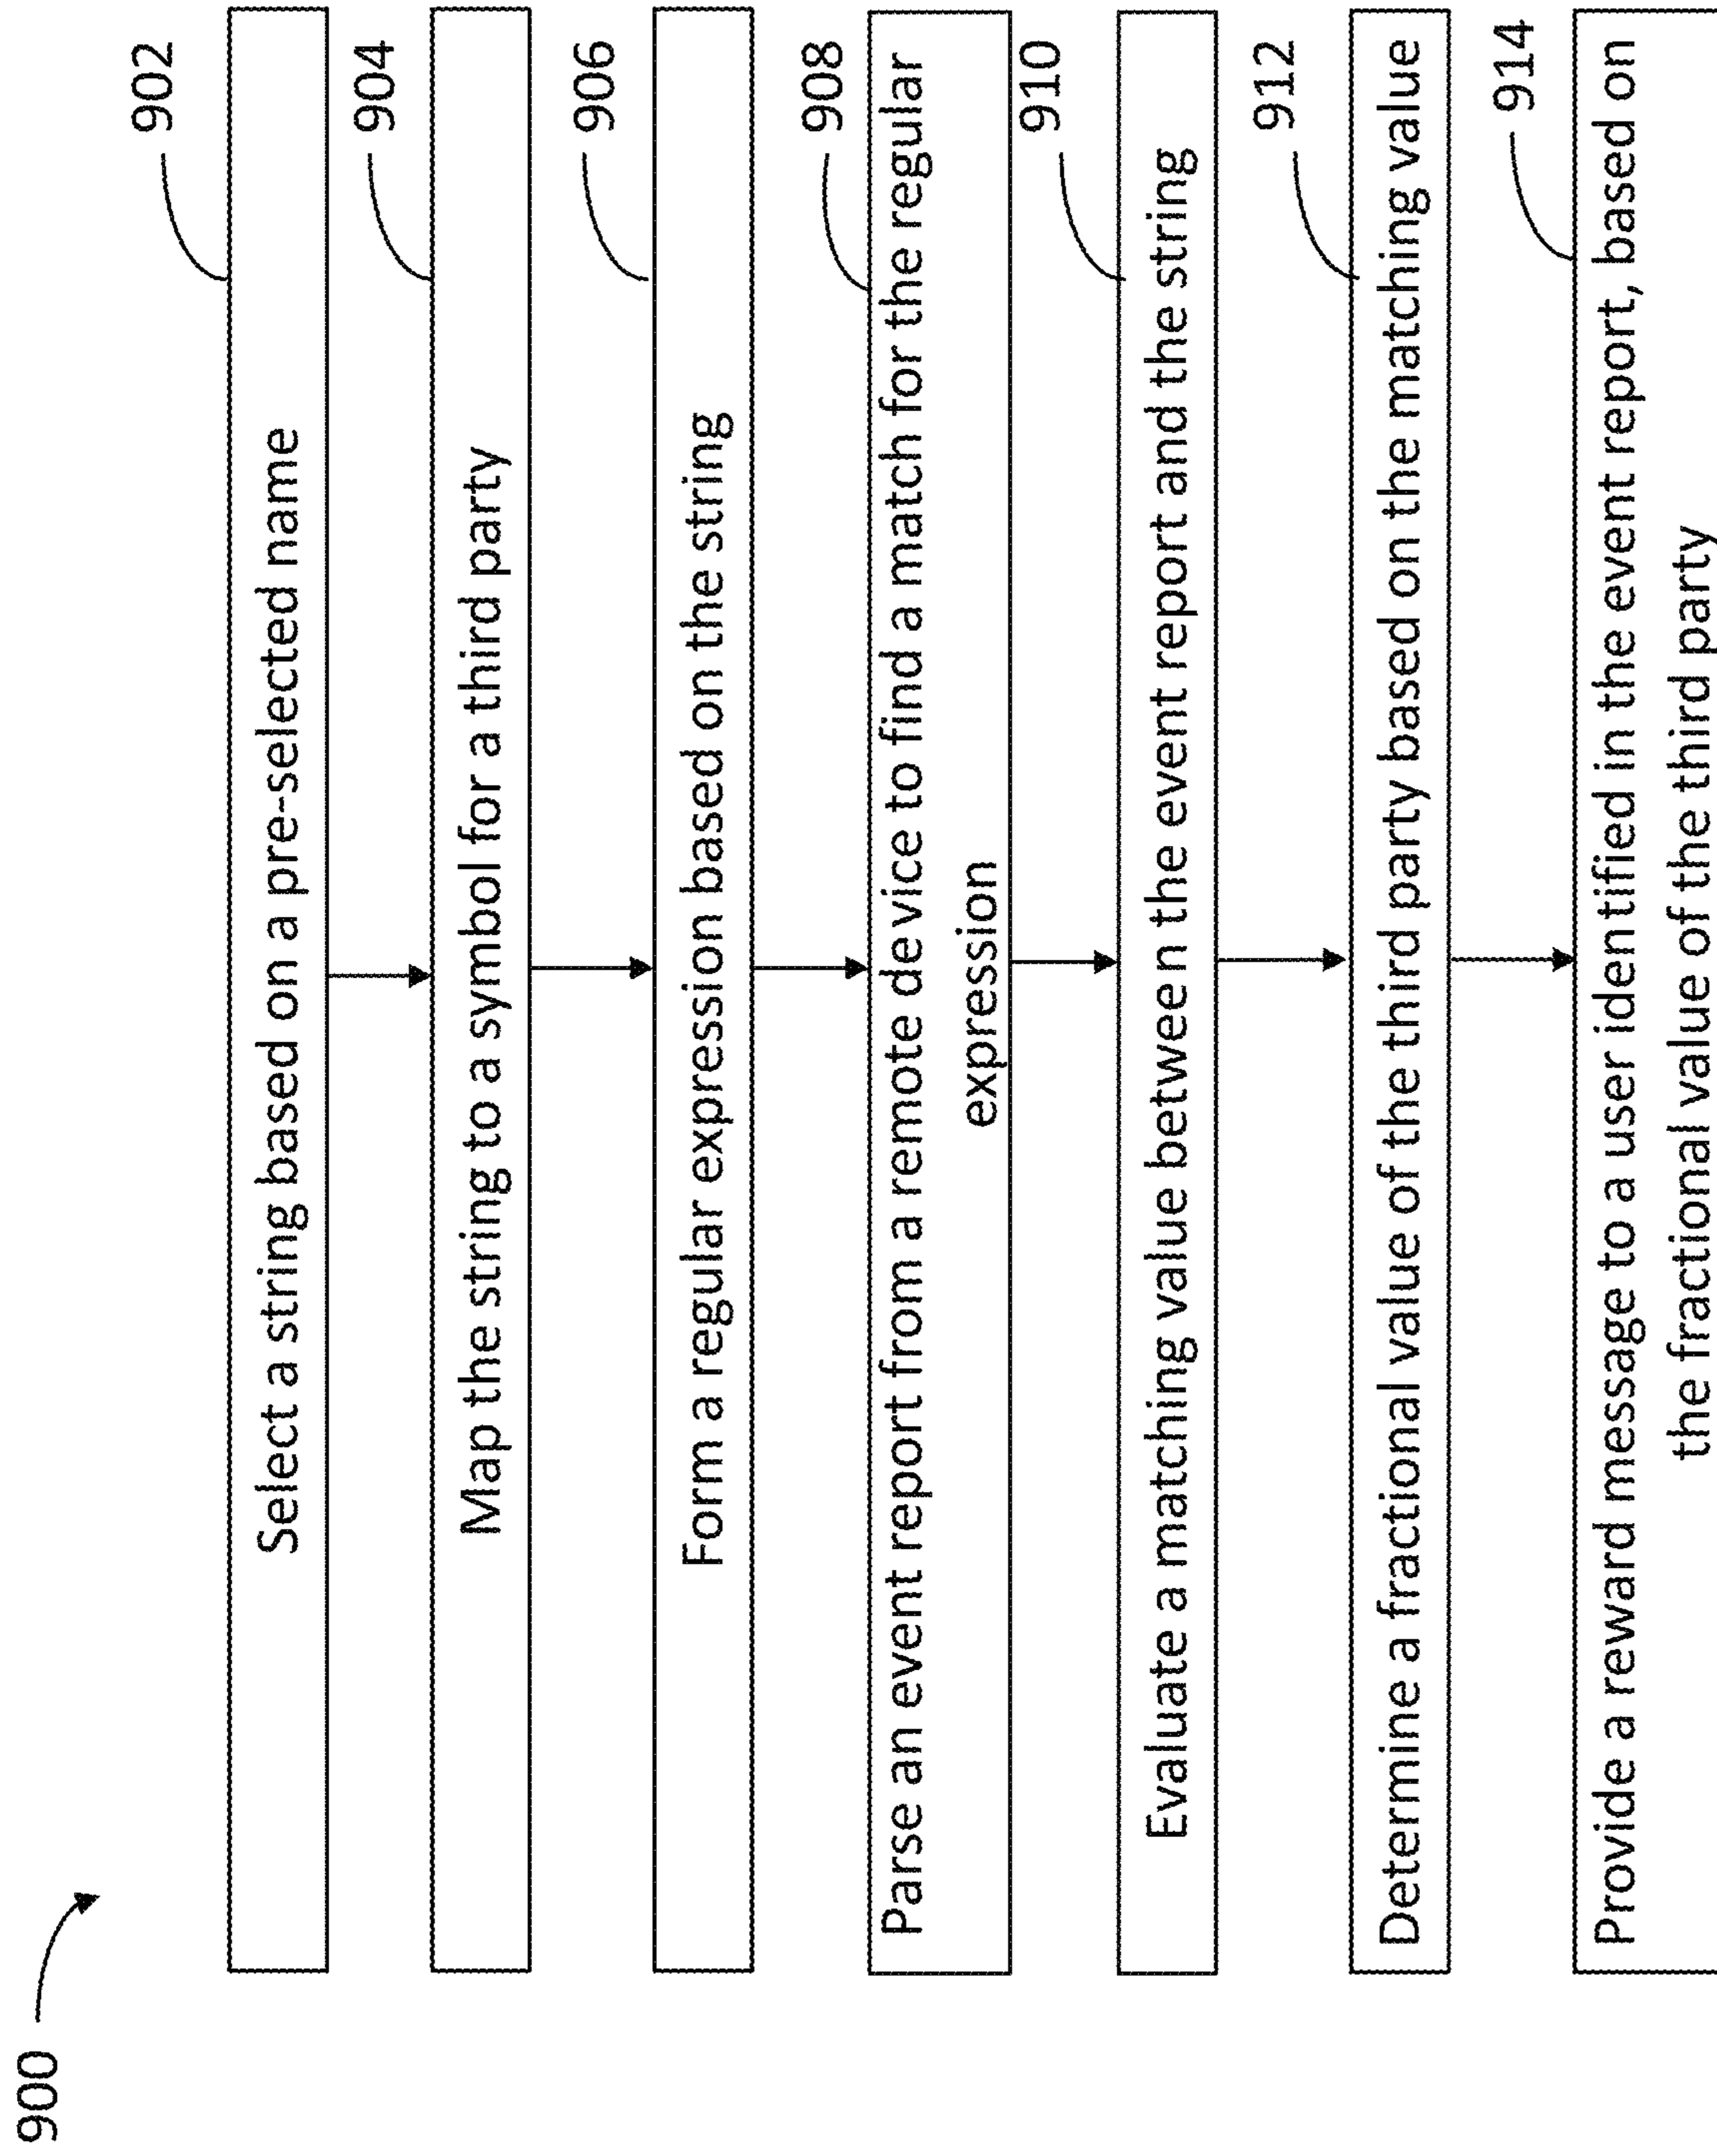 900
902
Select a string based on a pre-selected name
904
Map the string to a symbol for a third party
906
Form a regular expression based on the string
908
Parse an event report from a remote device to find a match for the regular
expression
910
Evaluate a matching value between the event report and the string
912
Determine a fractional value of the third party based on the matching value
914
Provide a reward message to a user identified in the event report, based on
the fractional value of the third party